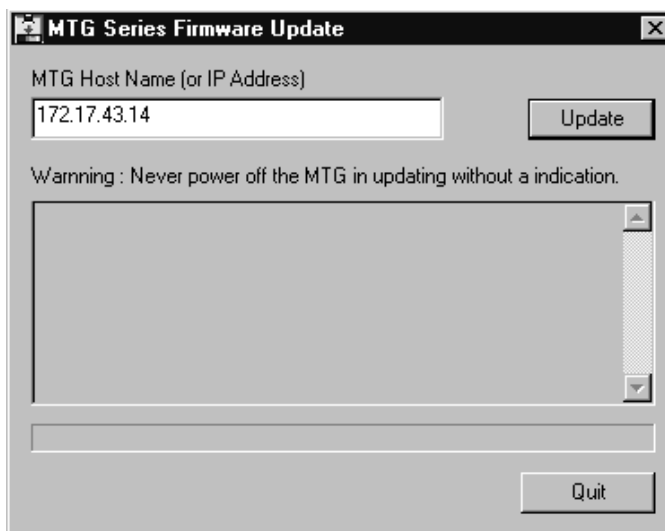 MTG Series Firmware Update
MTG Host Name (or IP Address)
172.17.43.14
Update
Warnning : Never power off the MTG in updating without a indication.
Quit